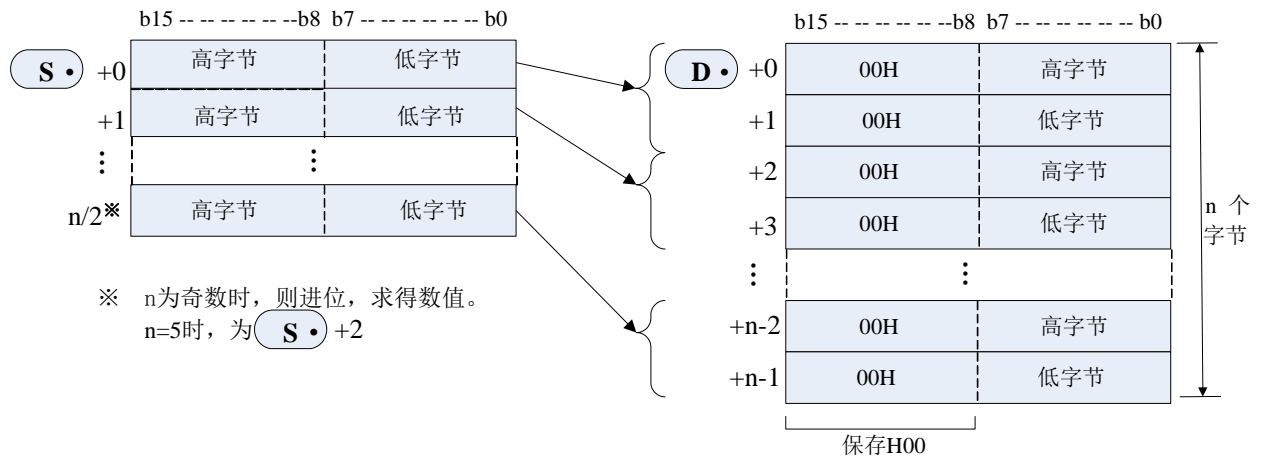 b15 -- -- -- -- -- --b8 b7 -- -- -- -- -- -- b0
S •
+0 高字节 低字节
+1 高字节 低字节
⋮ ⋮
n/2※ 高字节 低字节
※ n为奇数时，则进位，求得数值。
n=5时，为 S • +2
b15 -- -- -- -- -- --b8 b7 -- -- -- -- -- -- b0
D •
+0 00H 高字节
+1 00H 低字节
+2 00H 高字节
+3 00H 低字节
⋮ ⋮
+n-2 00H 高字节
+n-1 00H 低字节
n 个
字节
保存H00